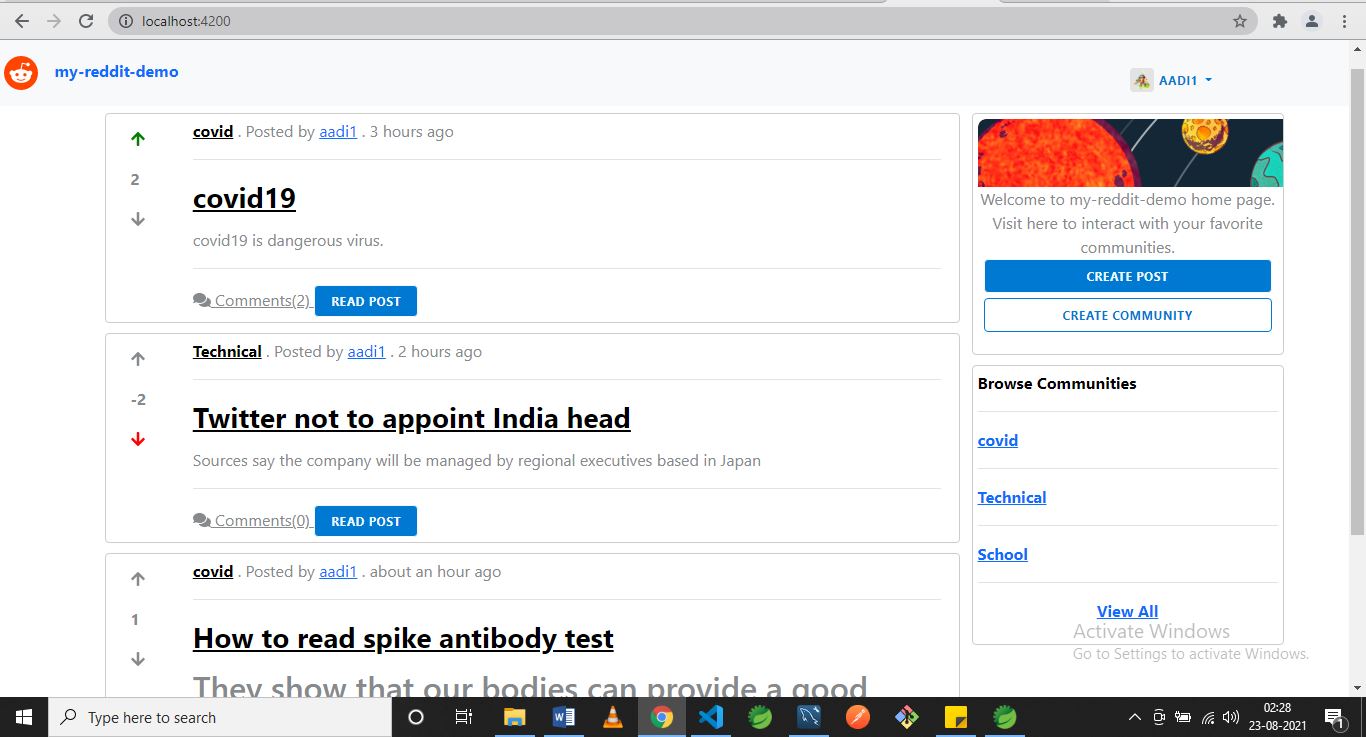 localhost:4200
my-reddit-demo
AADI1
covid . Posted by aadi1 . 3 hours ago
2
covid19
covid19 is dangerous virus.
Comments(2) READ POST
Technical . Posted by aadi1 . 2 hours ago
-2
Twitter not to appoint India head
Sources say the company will be managed by regional executives based in Japan
Comments(0) READ POST
covid . Posted by aadi1 . about an hour ago
1
How to read spike antibody test
They show that our bodies can provide a good
Welcome to my-reddit-demo home page.
Visit here to interact with your favorite
communities.
CREATE POST
CREATE COMMUNITY
Browse Communities
covid
Technical
School
View All
Activate Windows
Go to Settings to activate Windows.
Type here to search
02:28
23-08-2021
1